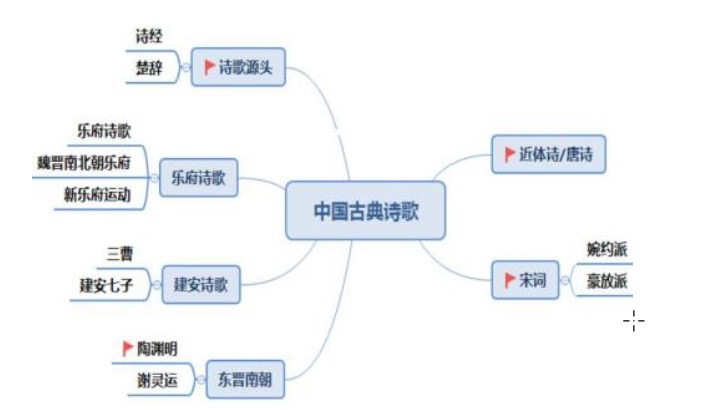 中国古典诗歌
诗歌源头
诗经
楚辞
乐府诗歌
乐府诗歌
魏晋南北朝乐府
新乐府运动
建安诗歌
三曹
建安七子
东晋南朝
陶渊明
谢灵运
近体诗/唐诗
宋词
婉约派
豪放派